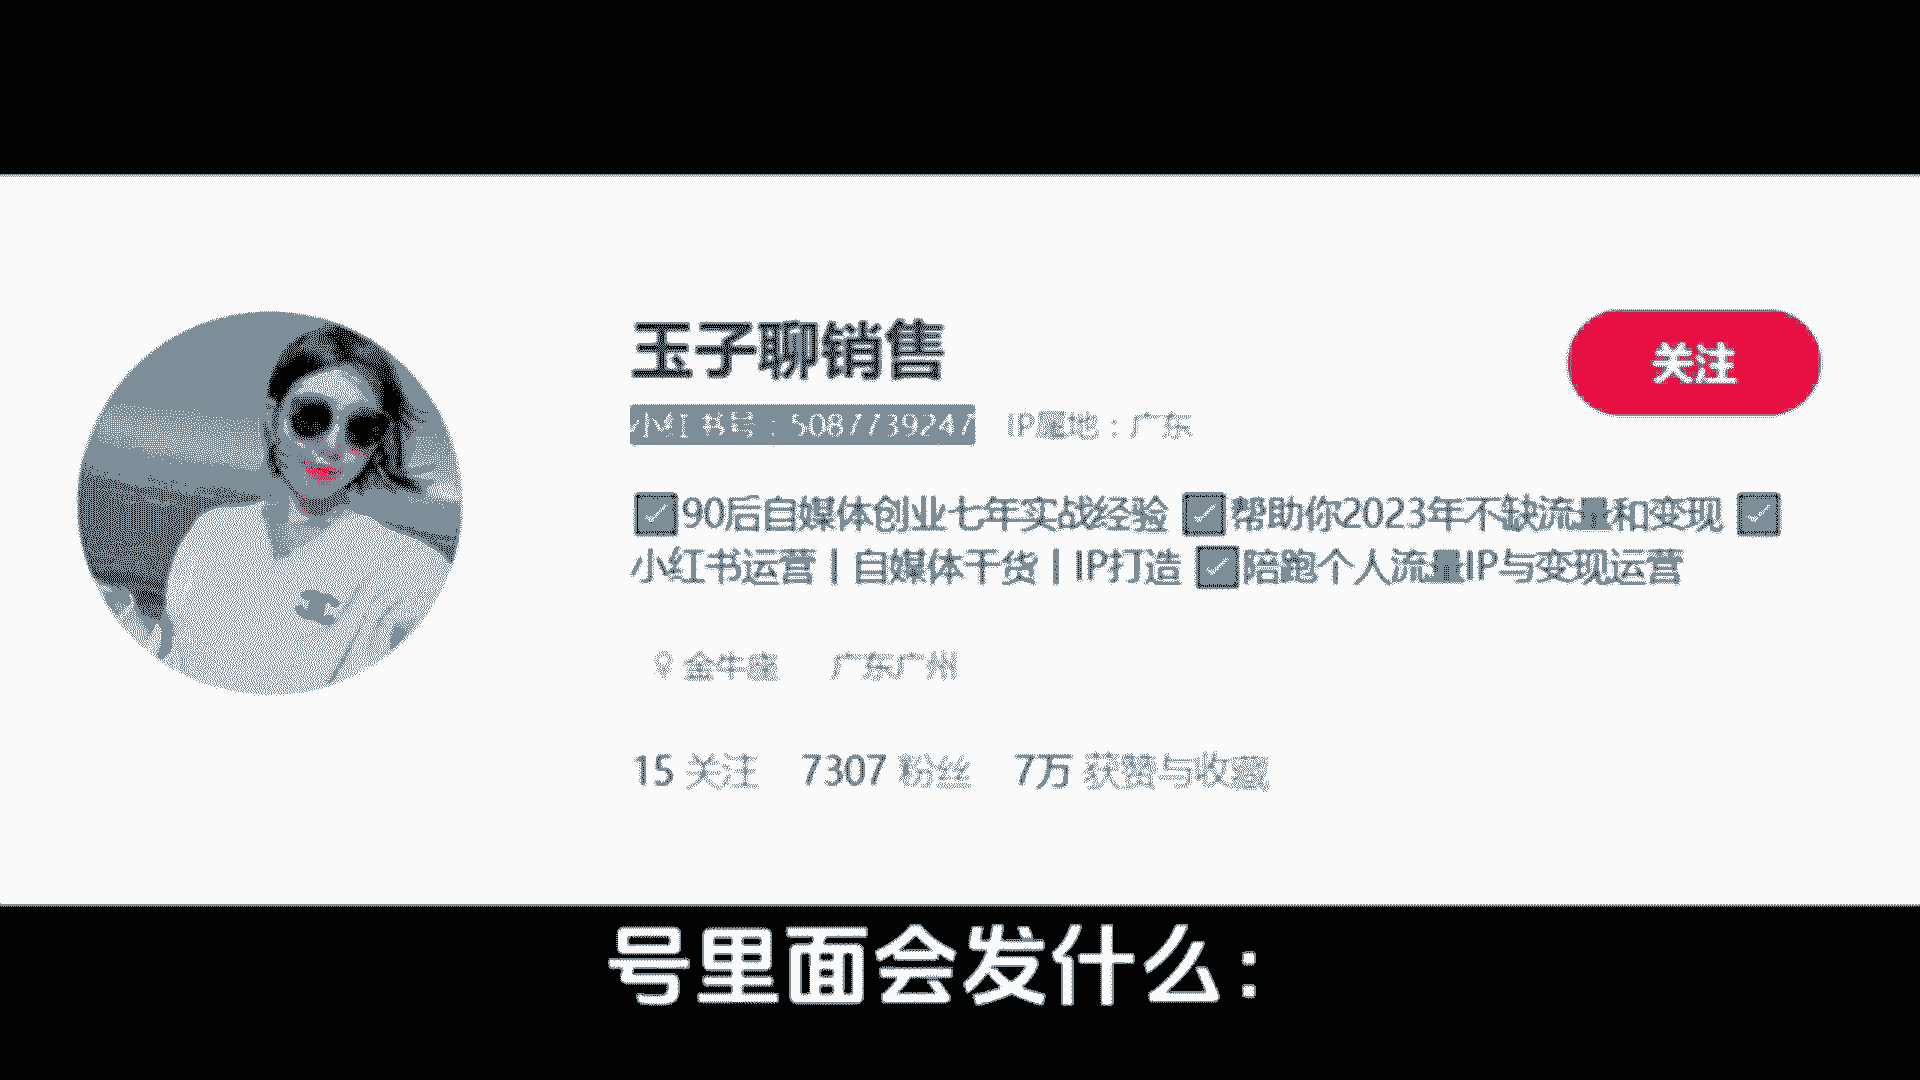 玉子聊销售
关注
小红书号：5087739247 IP属地：广东
90后自媒体创业七年实战经验 帮助你2023年不缺流量和变现
小红书运营 | 自媒体干货 | IP打造 陪跑个人流量IP与变现运营
金牛座 广东广州
15 关注 7307 粉丝 7万 获赞与收藏
号里面会发什么：